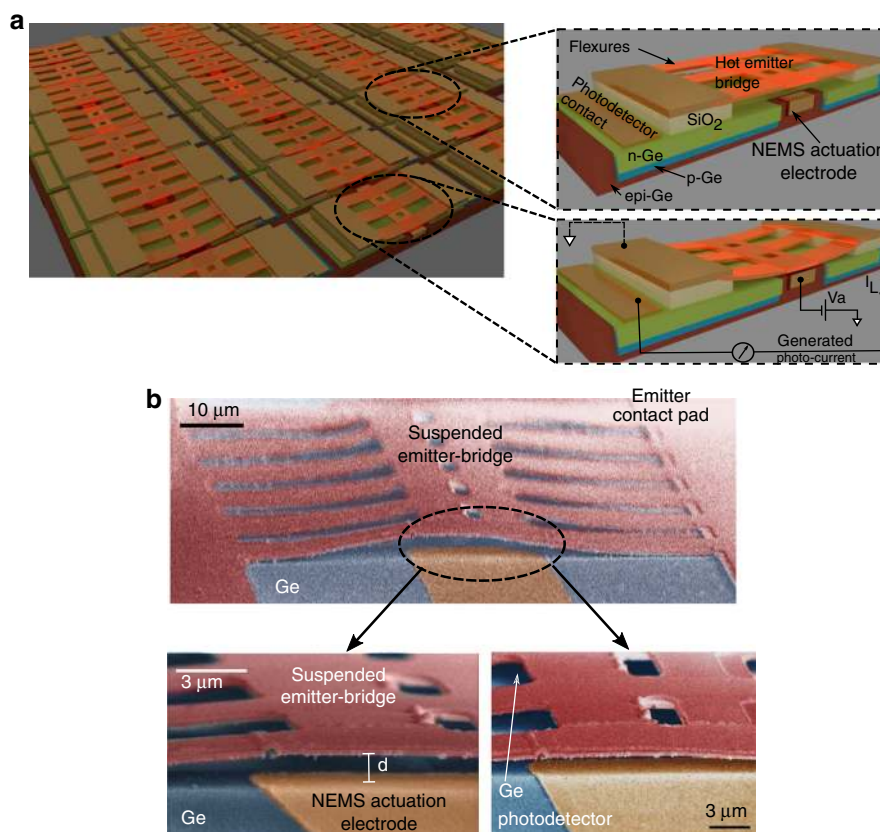 a
Flexures
Hot emitter
bridge
Photodetector
contact
SiO2
n-Ge
p-Ge
epi-Ge
NEMS actuation
electrode
Va
IL
Generated
photo-current
b
10 μm
Suspended
emitter-bridge
Emitter
contact pad
Ge
3 μm
Suspended
emitter-bridge
d
Ge
NEMS actuation
electrode
Ge
photodetector
3 μm